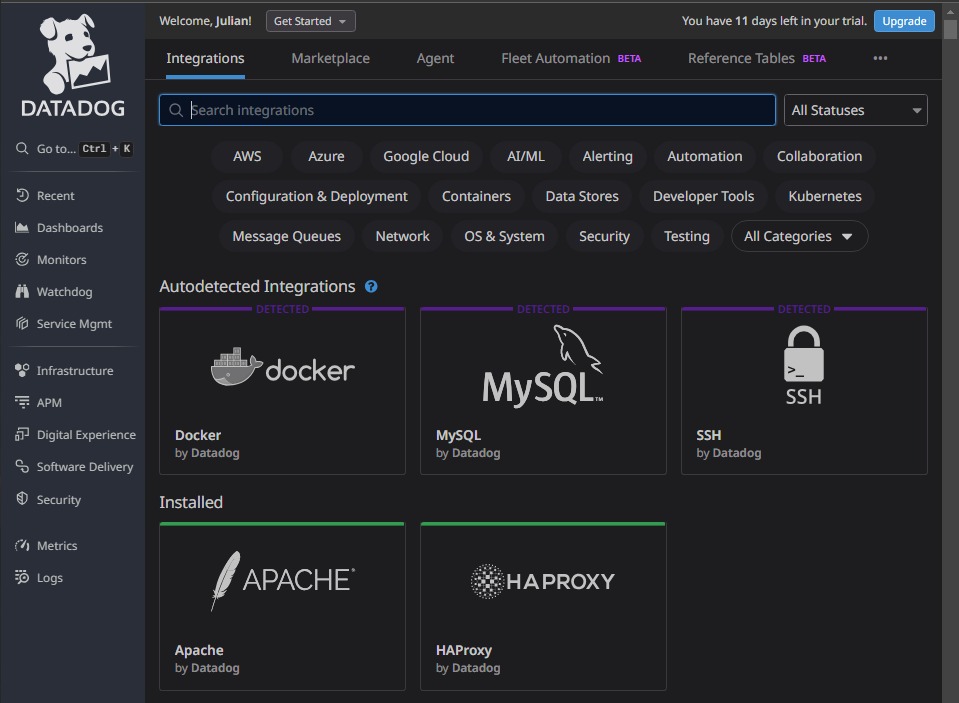 DATADOG
Go to... Ctrl + K
Recent
Dashboards
Monitors
Watchdog
Service Mgmt
Infrastructure
APM
Digital Experience
Software Delivery
Security
Metrics
Logs
Welcome, Julian! Get Started You have 11 days left in your trial. Upgrade
Integrations Marketplace Agent Fleet Automation BETA Reference Tables BETA •••
Search integrations All Statuses
AWS Azure Google Cloud AI/ML Alerting Automation Collaboration
Configuration & Deployment Containers Data Stores Developer Tools Kubernetes
Message Queues Network OS & System Security Testing All Categories
Autodetected Integrations ?
DETECTED DETECTED DETECTED
docker MySQL™ >_ SSH
Docker MySQL SSH
by Datadog by Datadog by Datadog
Installed
APACHE HAPROXY
Apache HAProxy
by Datadog by Datadog